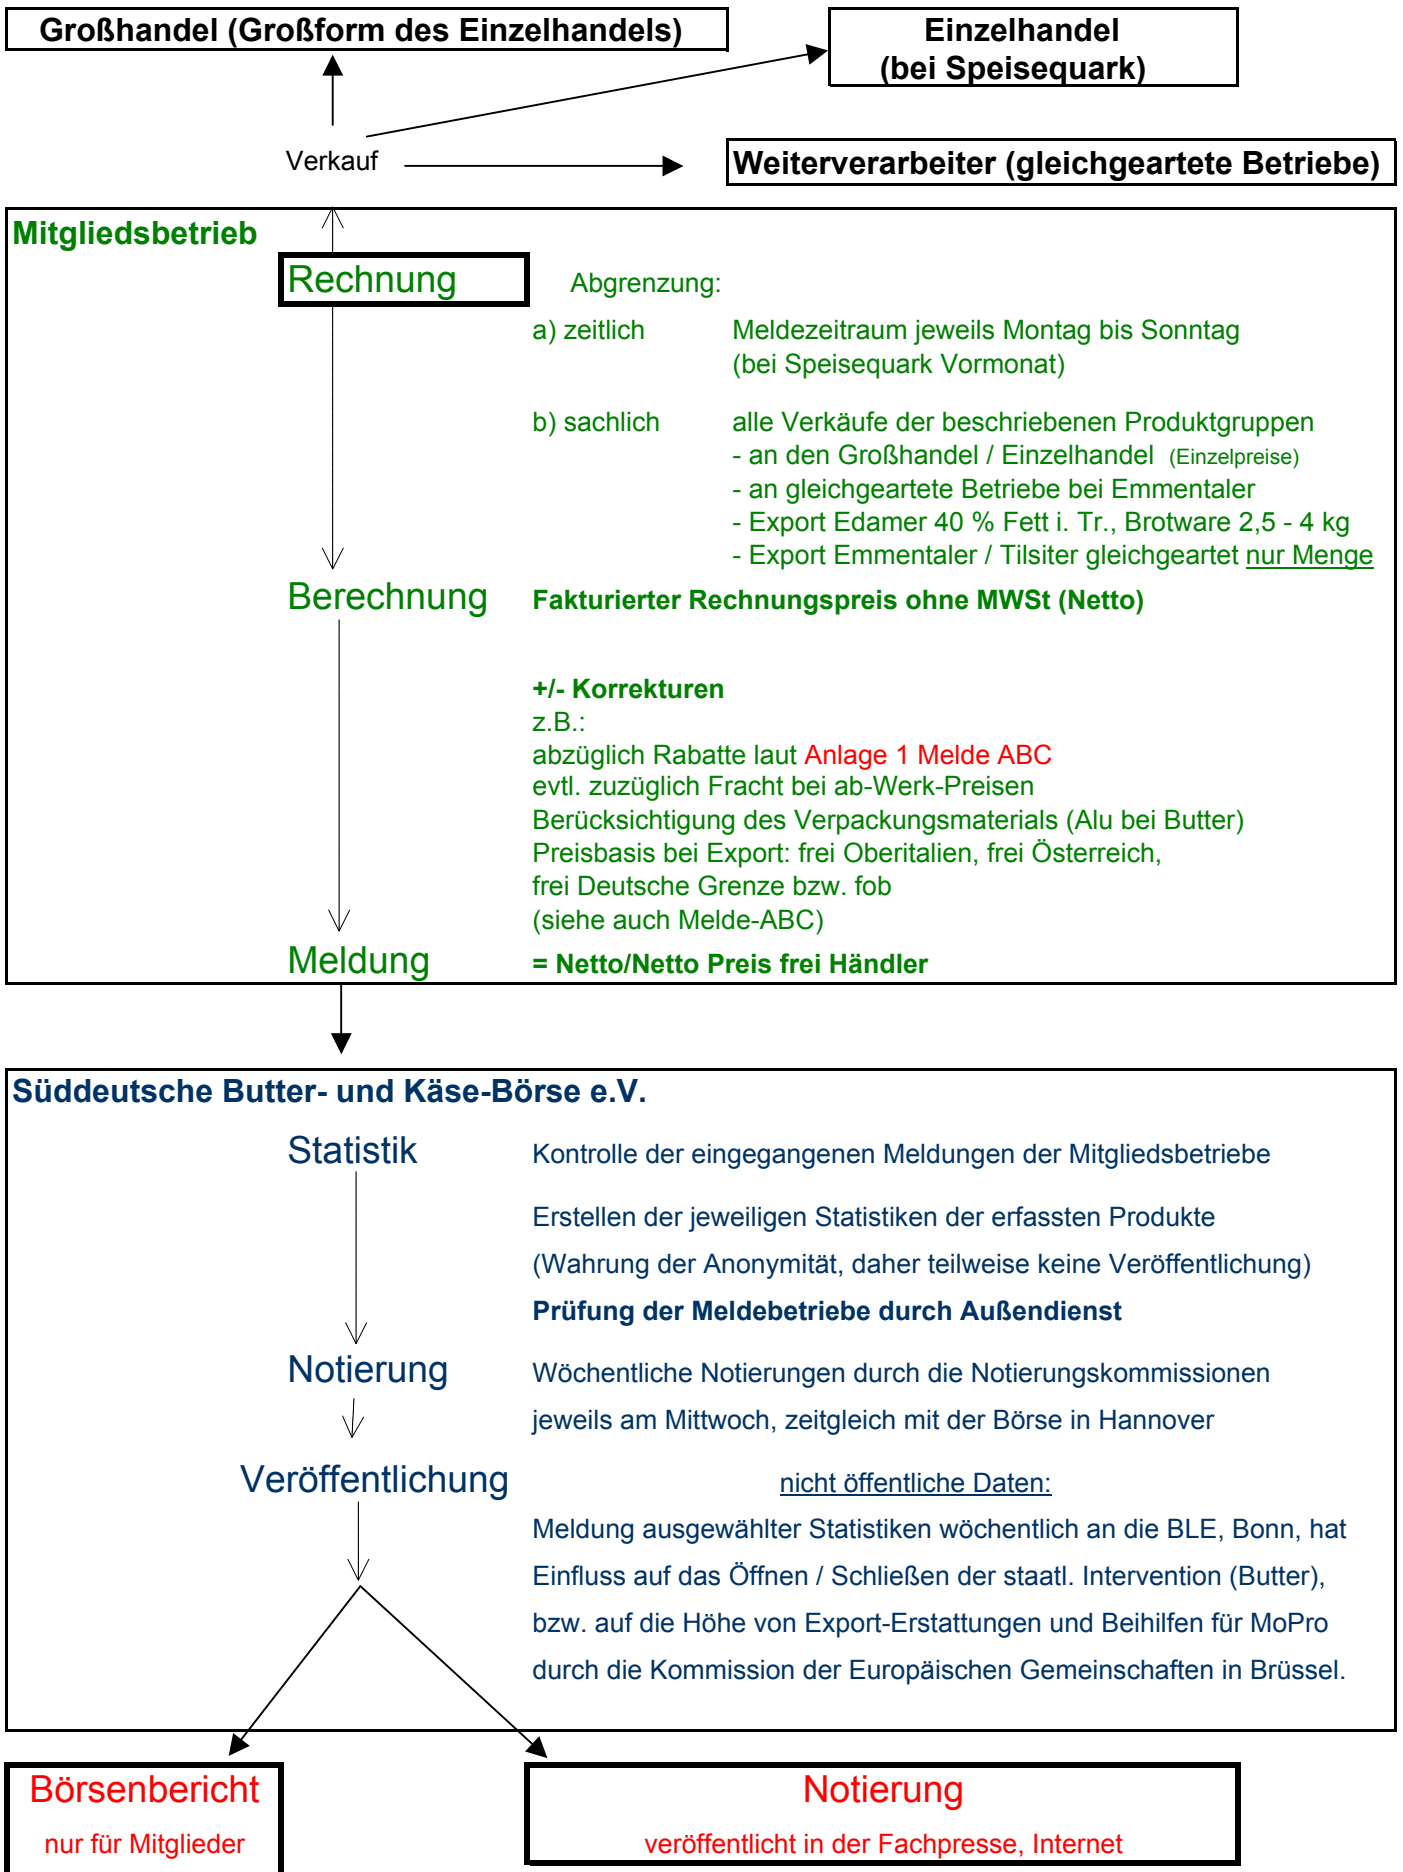 Großhandel (Großform des Einzelhandels)
Einzelhandel
(bei Speisequark)
Verkauf
Weiterverarbeiter (gleichgeartete Betriebe)
Mitgliedsbetrieb
Rechnung
Abgrenzung:
a) zeitlich Meldezeitraum jeweils Montag bis Sonntag
(bei Speisequark Vormonat)
b) sachlich alle Verkäufe der beschriebenen Produktgruppen
- an den Großhandel / Einzelhandel (Einzelpreise)
- an gleichgeartete Betriebe bei Emmentaler
- Export Edamer 40 % Fett i. Tr., Brotware 2,5 - 4 kg
- Export Emmentaler / Tilsiter gleichgeartet nur Menge
Berechnung Fakturierter Rechnungspreis ohne MWSt (Netto)
+/- Korrekturen
z.B.:
abzüglich Rabatte laut Anlage 1 Melde ABC
evtl. zuzüglich Fracht bei ab-Werk-Preisen
Berücksichtigung des Verpackungsmaterials (Alu bei Butter)
Preisbasis bei Export: frei Oberitalien, frei Österreich,
frei Deutsche Grenze bzw. fob
(siehe auch Melde-ABC)
Meldung = Netto/Netto Preis frei Händler
Süddeutsche Butter- und Käse-Börse e.V.
Statistik Kontrolle der eingegangenen Meldungen der Mitgliedsbetriebe
Erstellen der jeweiligen Statistiken der erfassten Produkte
(Wahrung der Anonymität, daher teilweise keine Veröffentlichung)
Prüfung der Meldebetriebe durch Außendienst
Notierung Wöchentliche Notierungen durch die Notierungskommissionen
jeweils am Mittwoch, zeitgleich mit der Börse in Hannover
Veröffentlichung nicht öffentliche Daten:
Meldung ausgewählter Statistiken wöchentlich an die BLE, Bonn, hat
Einfluss auf das Öffnen / Schließen der staatl. Intervention (Butter),
bzw. auf die Höhe von Export-Erstattungen und Beihilfen für MoPro
durch die Kommission der Europäischen Gemeinschaften in Brüssel.
Börsenbericht
nur für Mitglieder
Notierung
veröffentlicht in der Fachpresse, Internet